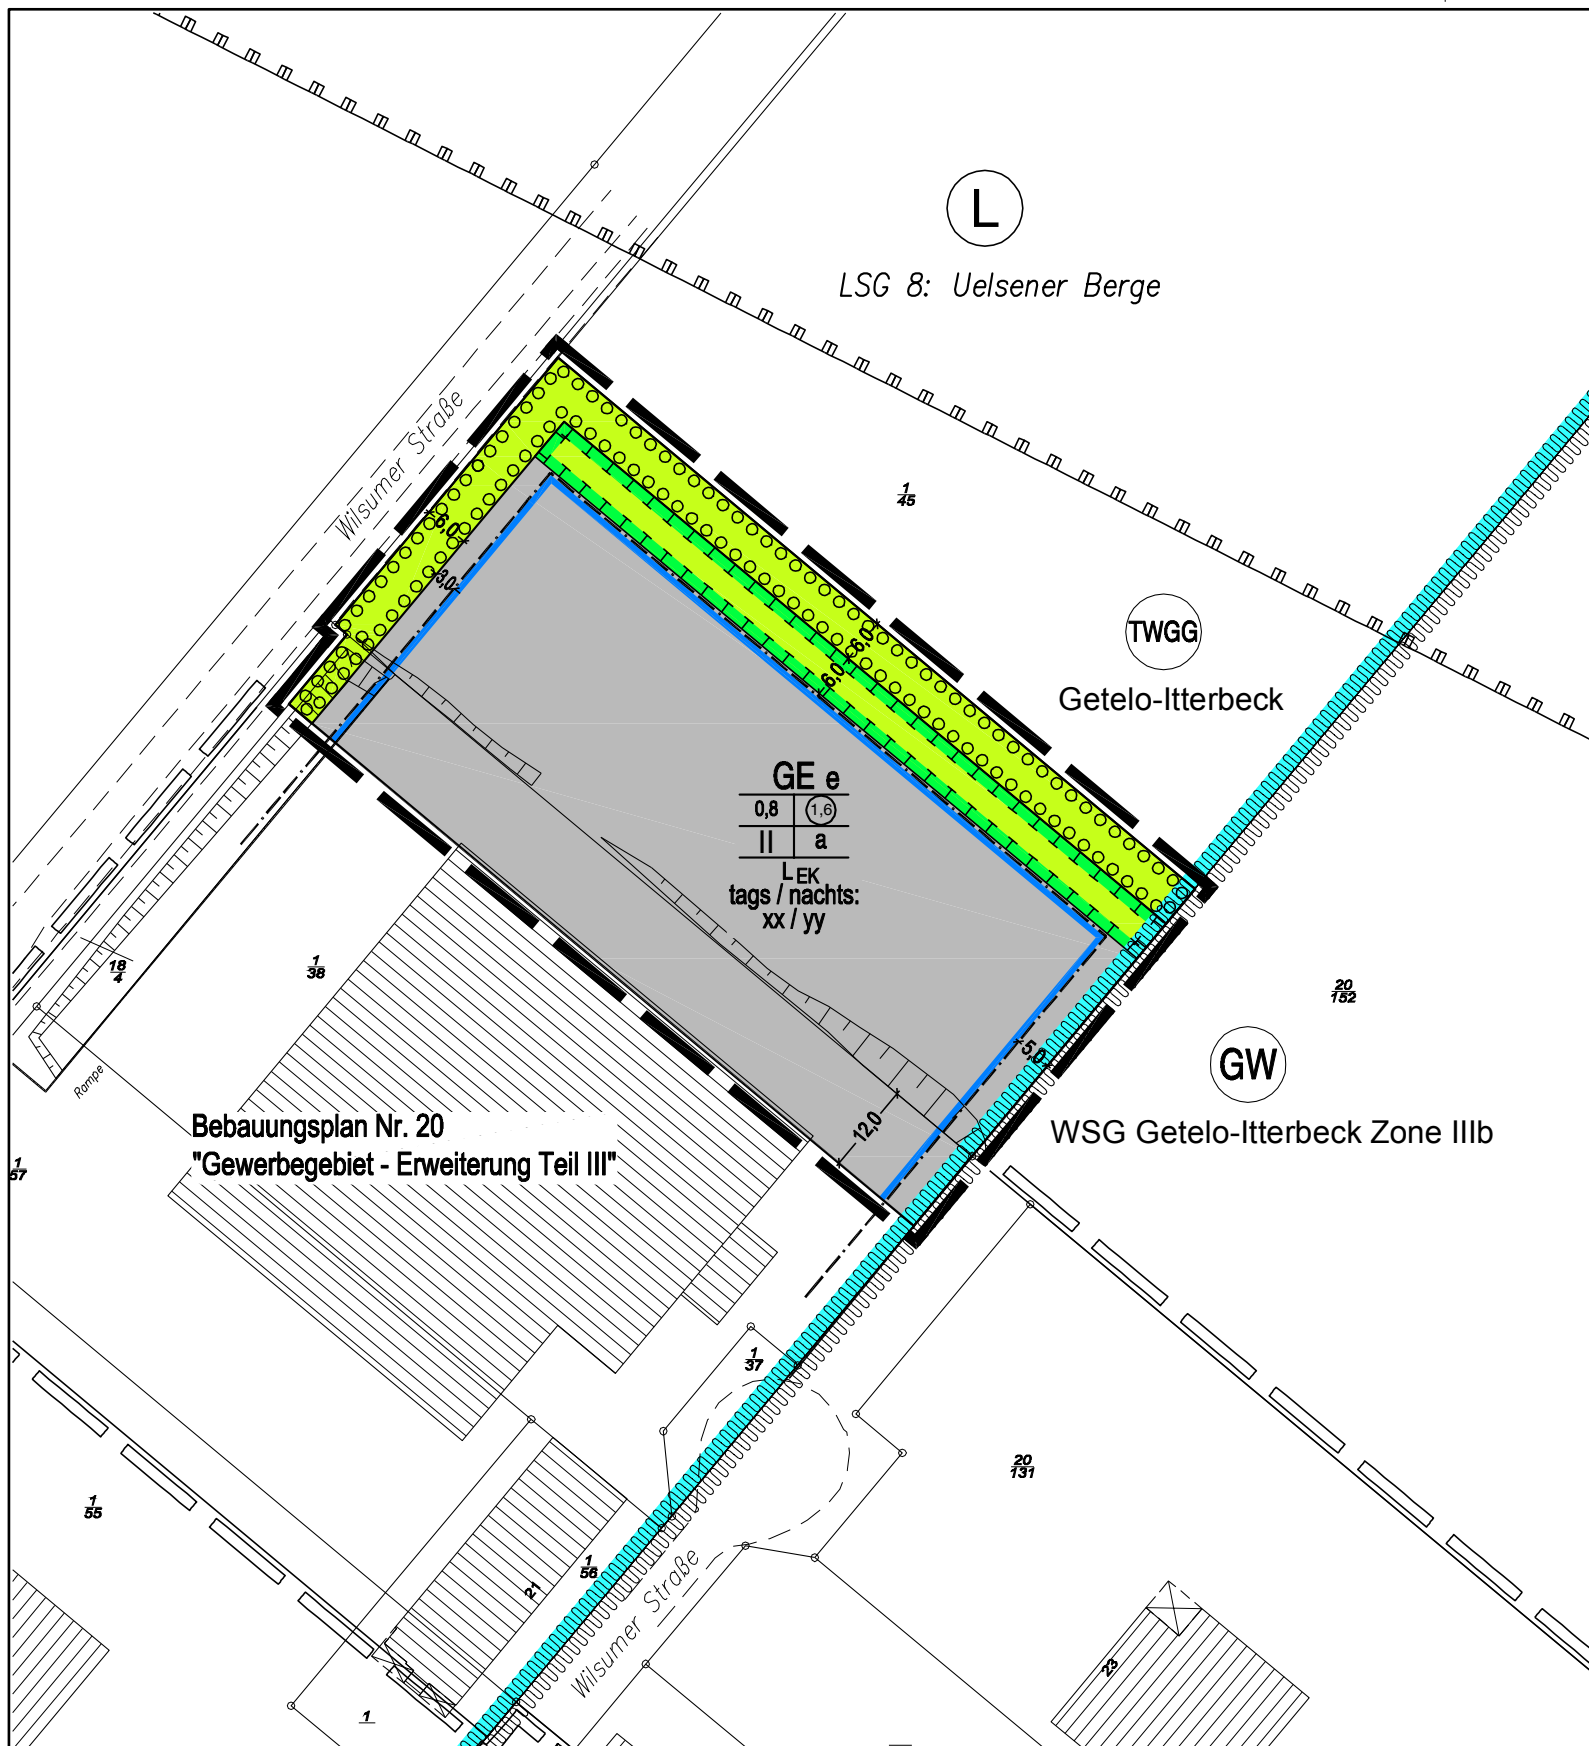 L
LSG 8: Uelsener Berge
Wilsumer Straße
1
45
6,0
3,0
TWGG
Getelo-Itterbeck
6,0
6,0
GE e
0,8 1,6
II a
LEK
tags / nachts:
xx / yy
18
4
1
38
20
152
5,0
GW
Rampe
12,0
Bebauungsplan Nr. 20
"Gewerbegebiet - Erweiterung Teil III"
WSG Getelo-Itterbeck Zone IIIb
1
57
1
37
20
131
1
55
1
56
21
Wilsumer Straße
23
1